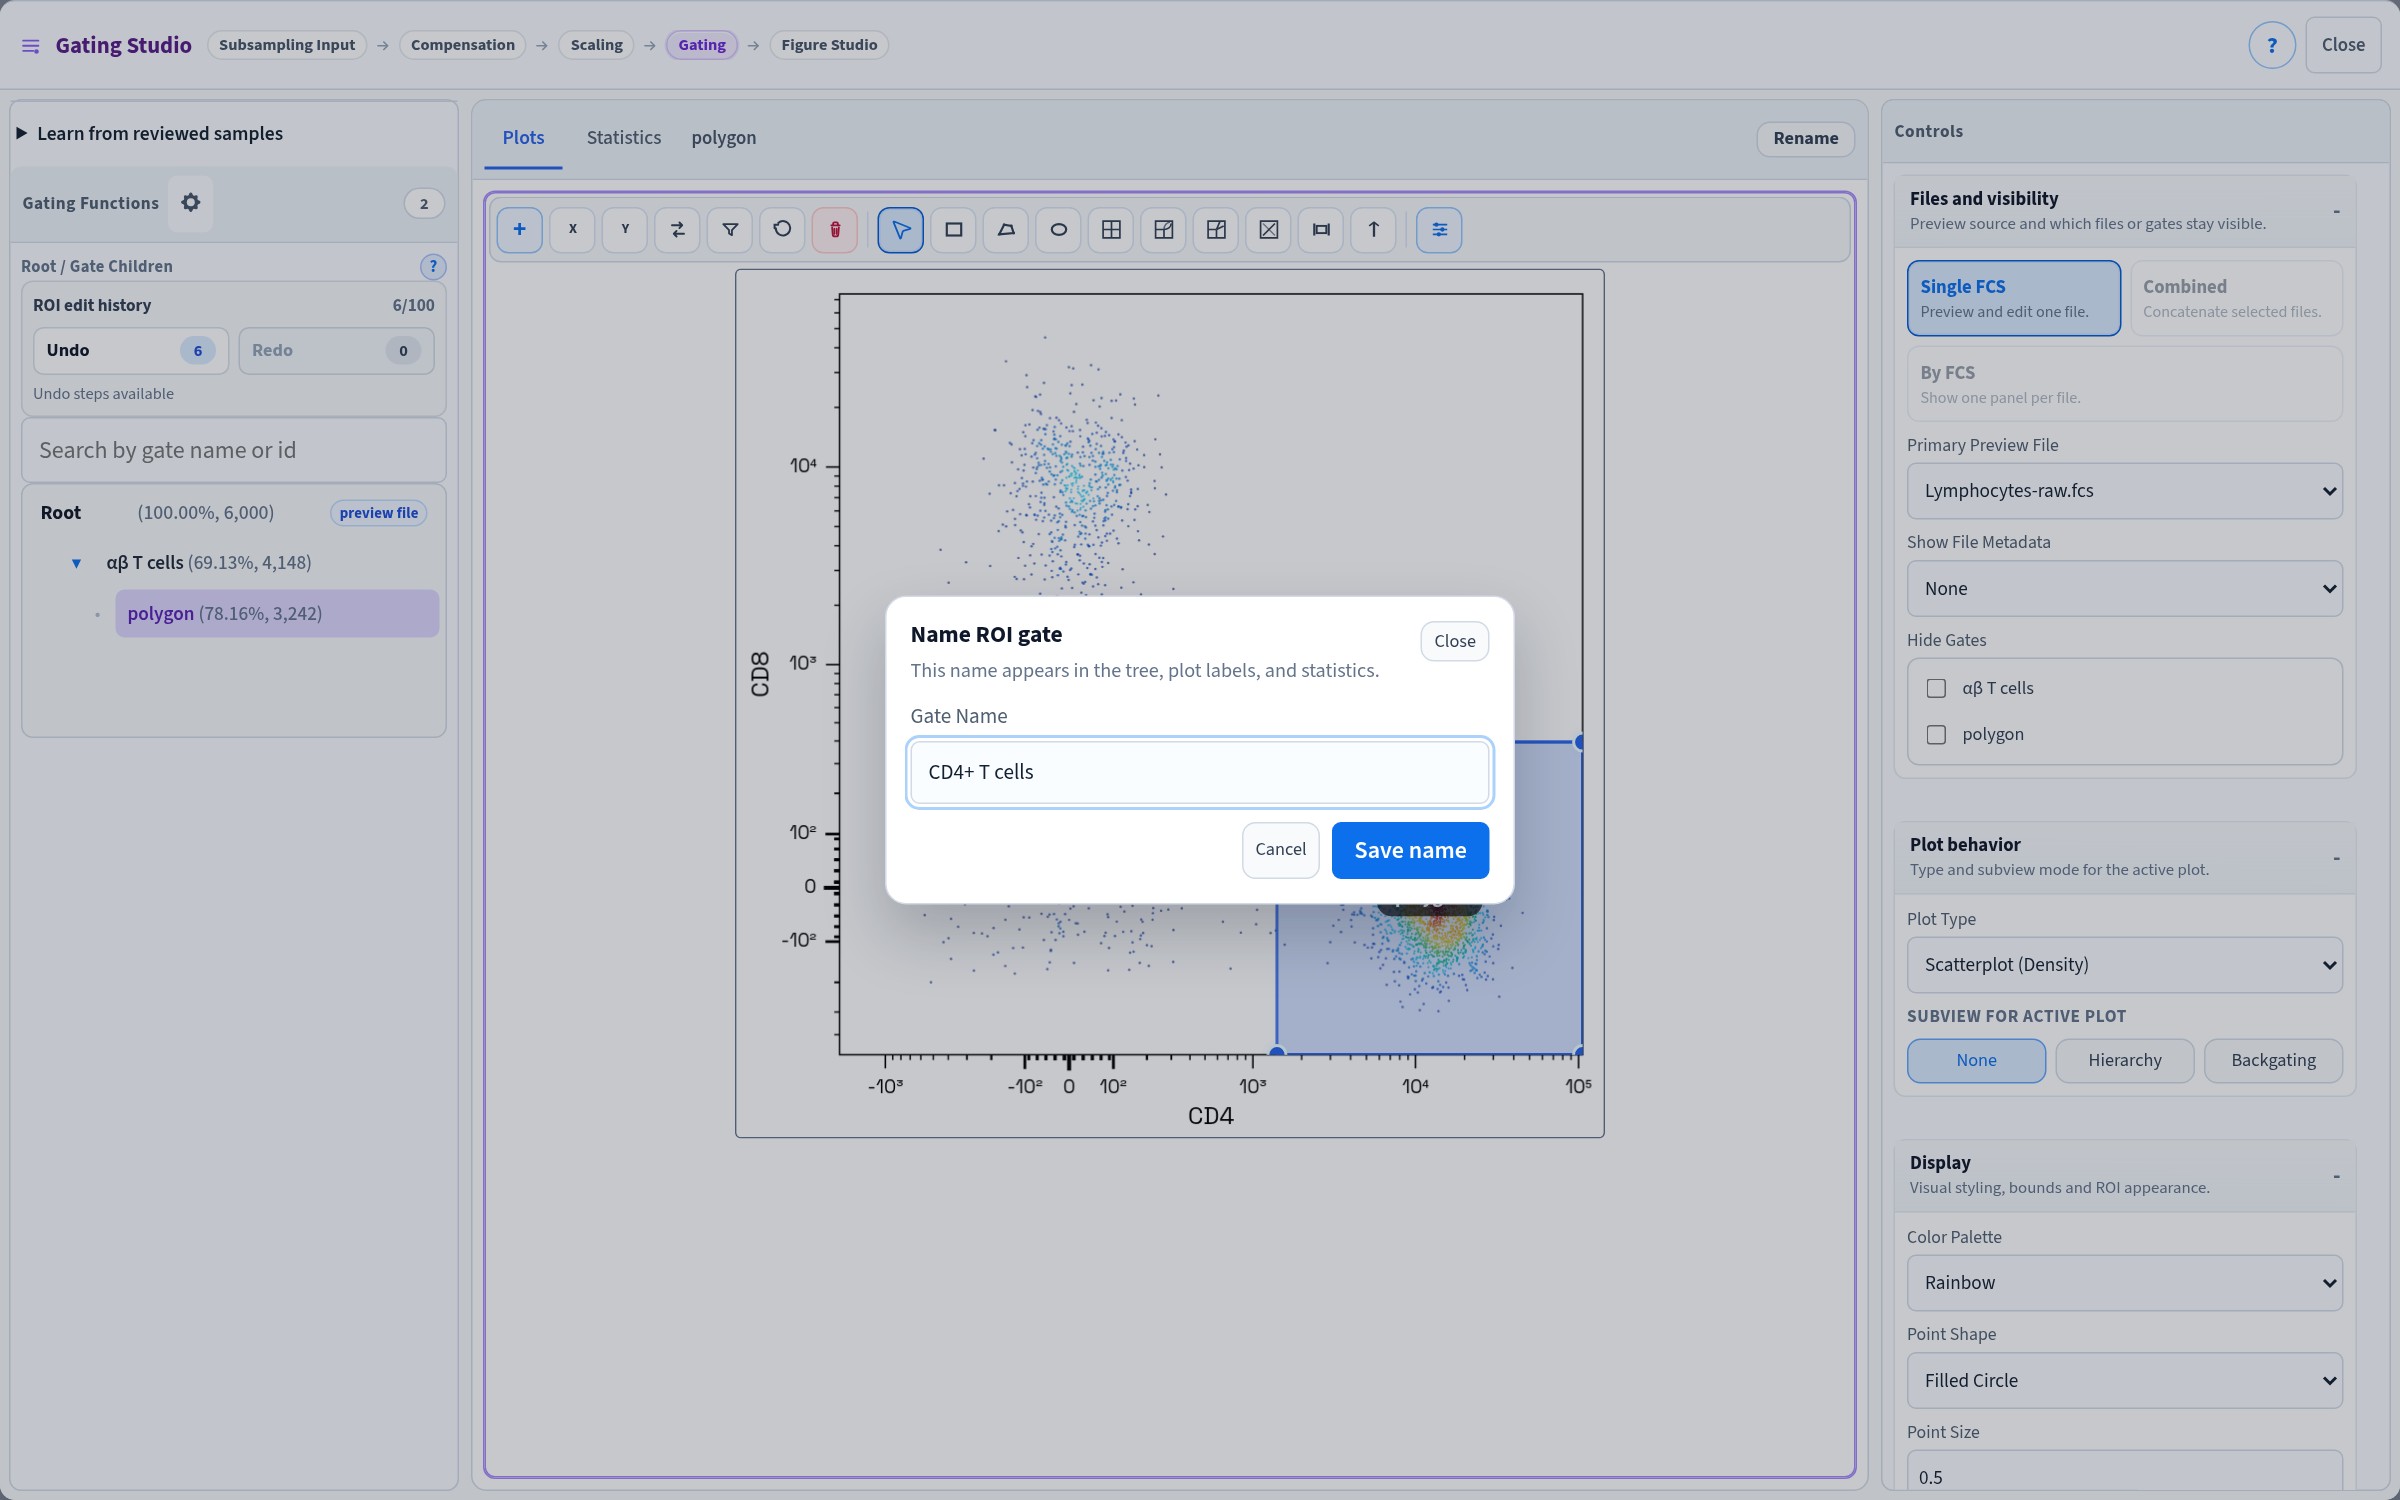 Gating Studio
Subsampling Input → Compensation → Scaling → Gating → Figure Studio
? Close
Learn from reviewed samples
Gating Functions 2
Root / Gate Children ?
ROI edit history 6/100
Undo 6 Redo 0
Undo steps available
Search by gate name or id
Root (100.00%, 6,000) preview file
αβ T cells (69.13%, 4,148)
polygon (78.16%, 3,242)
Plots Statistics polygon Rename
+ X Y
CD8
10⁴
10³
10²
0
-10²
-10³ -10² 0 10² 10³ 10⁴ 10⁵
CD4
Name ROI gate
Close
This name appears in the tree, plot labels, and statistics.
Gate Name
CD4+ T cells
Cancel Save name
Controls
Files and visibility
Preview source and which files or gates stay visible.
-
Single FCS
Preview and edit one file.
Combined
Concatenate selected files.
By FCS
Show one panel per file.
Primary Preview File
Lymphocytes-raw.fcs
Show File Metadata
None
Hide Gates
αβ T cells
polygon
Plot behavior
Type and subview mode for the active plot.
-
Plot Type
Scatterplot (Density)
SUBVIEW FOR ACTIVE PLOT
None Hierarchy Backgating
Display
Visual styling, bounds and ROI appearance.
-
Color Palette
Rainbow
Point Shape
Filled Circle
Point Size
0.5